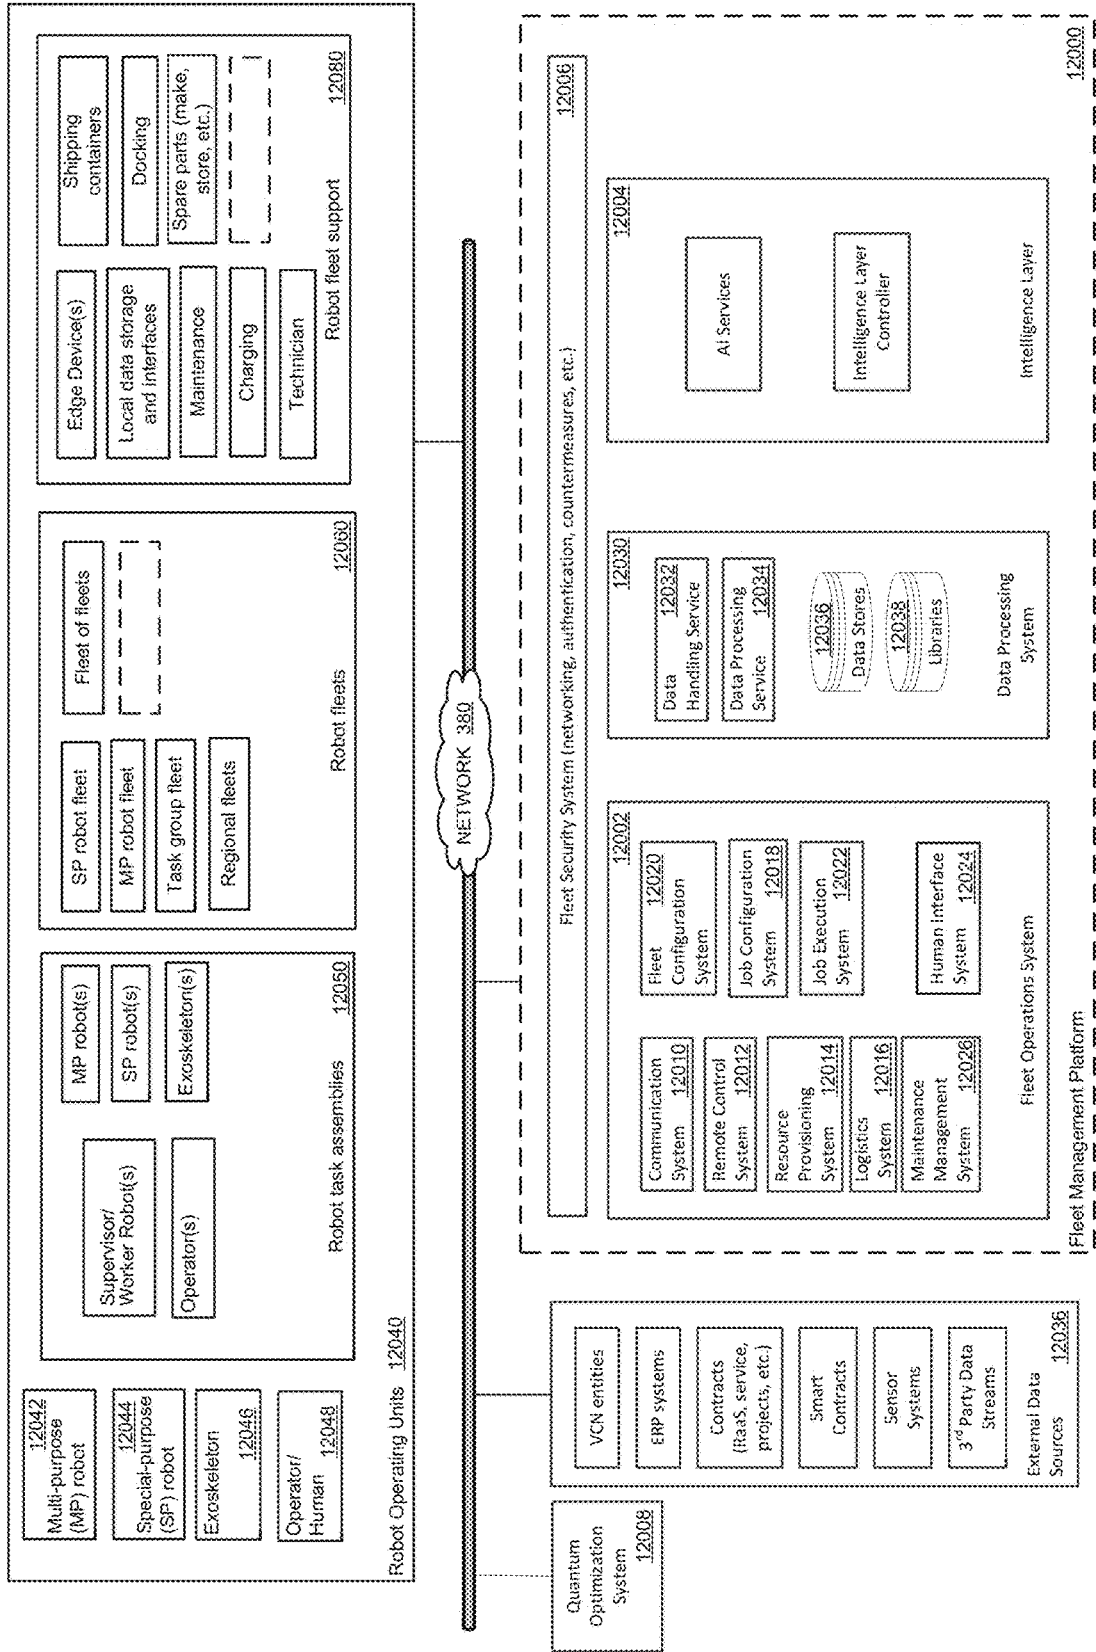 12042
Multi-purpose
(MP) robot
12044
Special-purpose
(SP) robot
Exoskeleton
12046
Operator/
Human 12048
Robot Operating Units 12040
Supervisor/
Worker Robot(s)
Operator(s)
MP robot(s)
SP robot(s)
Exoskeleton(s)
Robot task assemblies 12050
SP robot fleet
MP robot fleet
Task group fleet
Regional fleets
Fleet of fleets
Robot fleets 12060
Edge Device(s)
Local data storage
and interfaces
Maintenance
Charging
Technician
Shipping
containers
Docking
Spare parts (make,
store, etc.)
Robot fleet support 12080
NETWORK 380
Quantum
Optimization
System 12008
VCN entities
ERP systems
Contracts
(RaaS, service,
projects, etc.)
Smart
Contracts
Sensor
Systems
3rd Party Data
Streams
External Data
Sources 12036
Fleet Security System (networking, authentication, countermeasures, etc.) 12006
12002
Communication
System 12010
Remote Control
System 12012
Resource
Provisioning
System 12014
Logistics
System 12016
Maintenance
Management
System 12026
Fleet 12020
Configuration
System
Job Configuration
System 12018
Job Execution
System 12022
Human Interface
System 12024
Fleet Operations System
12030
Data 12032
Handling Service
Data Processing
Service 12034
12036
Data Stores
12038
Libraries
Data Processing
System
12004
AI Services
Intelligence Layer
Controller
Intelligence Layer
Fleet Management Platform 12000